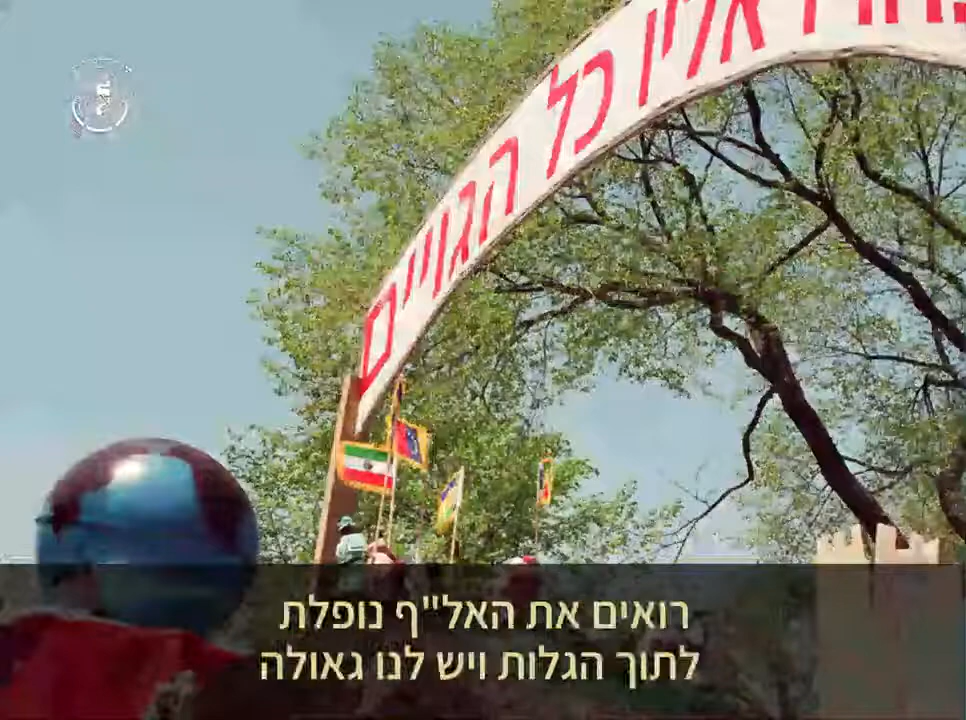 אליו כל הגויים
רואים את האל"ף נופלת
לתוך הגלות ויש לנו גאולה